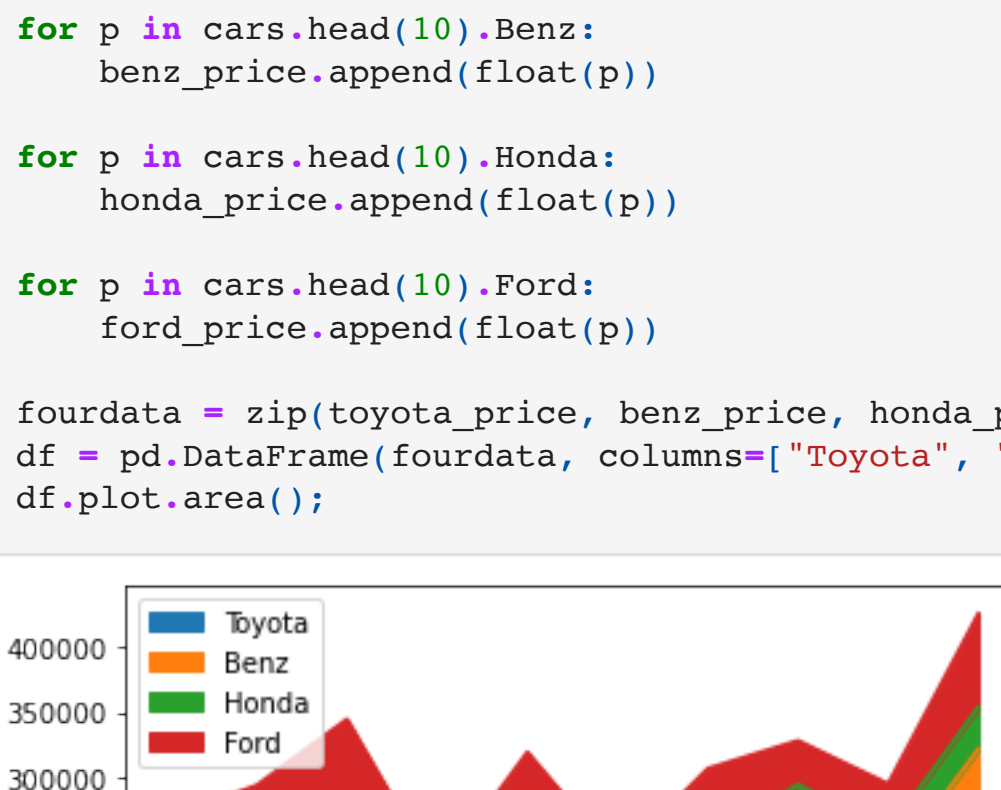 for p in cars.head(10).Benz:
    benz_price.append(float(p))
for p in cars.head(10).Honda:
    honda_price.append(float(p))
for p in cars.head(10).Ford:
    ford_price.append(float(p))
fourdata = zip(toyota_price, benz_price, honda_p
df = pd.DataFrame(fourdata, columns=["Toyota", "
df.plot.area();
Toyota
400000
Benz
Honda
350000
Ford
300000